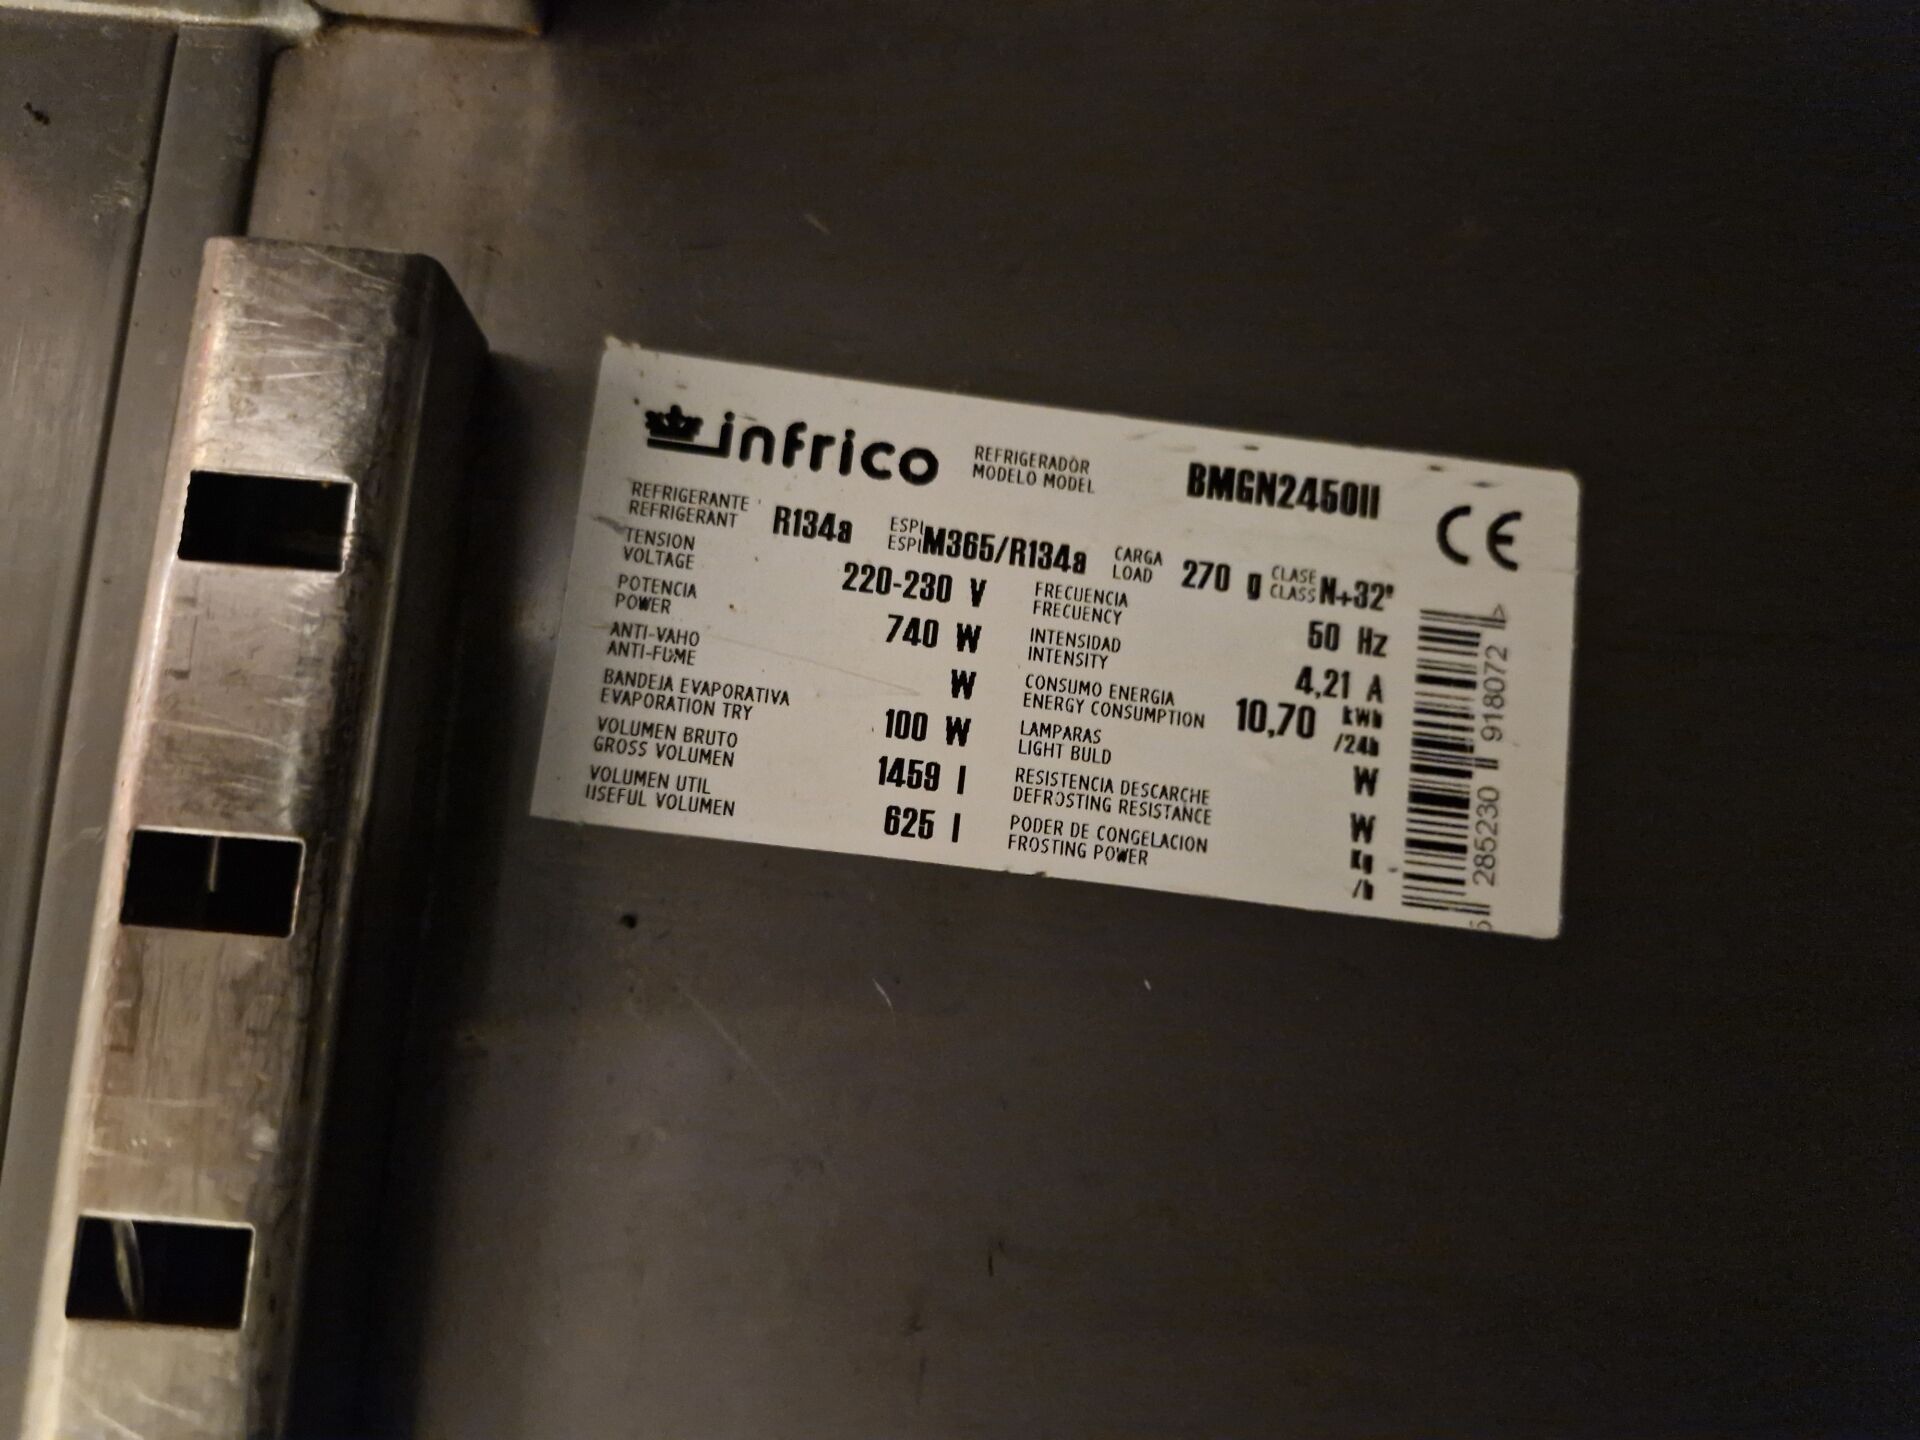 infrico
REFRIGERADOR
MODELO MODEL
BMGN2450II
CE
REFRIGERANTE
REFRIGERANT
R134a
ESPI
ESPI
M365/R134a
CARGA
LOAD
270 g
CLASE
CLASS
N+32º
TENSION
VOLTAGE
220-230 V
FRECUENCIA
FRECUENCY
50 Hz
POTENCIA
POWER
740 W
INTENSIDAD
INTENSITY
4,21 A
ANTI-VAHO
ANTI-FUME
W
CONSUMO ENERGIA
ENERGY CONSUMPTION
10,70 kWh
/24h
BANDEJA EVAPORATIVA
EVAPORATION TRY
100 W
LAMPARAS
LIGHT BULD
W
VOLUMEN BRUTO
GROSS VOLUMEN
1459 l
RESISTENCIA DESCARCHE
DEFROSTING RESISTANCE
W
VOLUMEN UTIL
USEFUL VOLUMEN
625 l
PODER DE CONGELACION
FROSTING POWER
Kg
/h
285230 918072 >